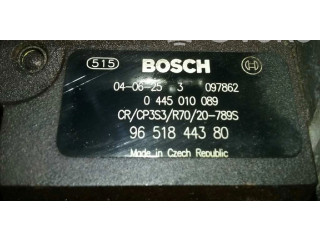 515 BOSCH
04-06-25 3 097862
0 445 010 089
CR/CP3S3/R70/20-789S
96 518 443 80
Made in Czech Republic